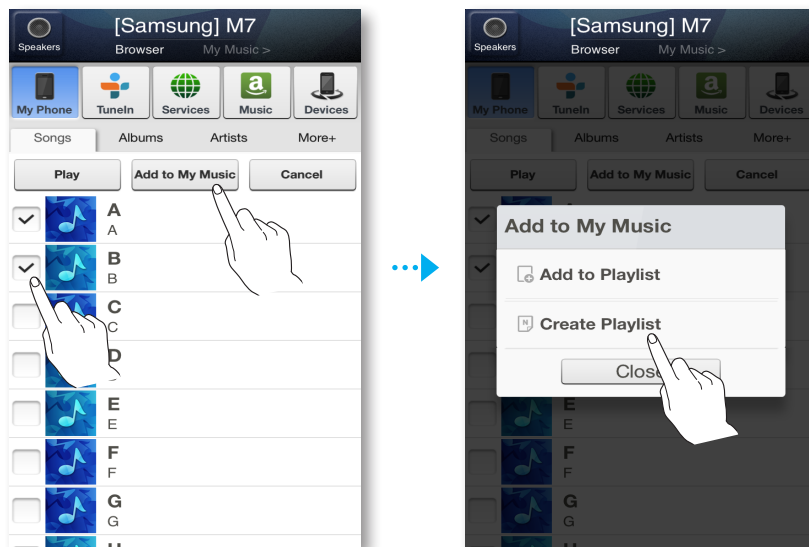 [Samsung] M7
Speakers
Browser My Music >
My Phone TuneIn Services Music Devices
a
Songs Albums Artists More+
Play Add to My Music Cancel
A
A
B
B
C
C
D
E
E
F
F
G
G
[Samsung] M7
Speakers
Browser My Music >
My Phone TuneIn Services Music Devices
a
Songs Albums Artists More+
Play Add to My Music Cancel
Add to My Music
Add to Playlist
N Create Playlist
Close
E
E
F
F
G
G